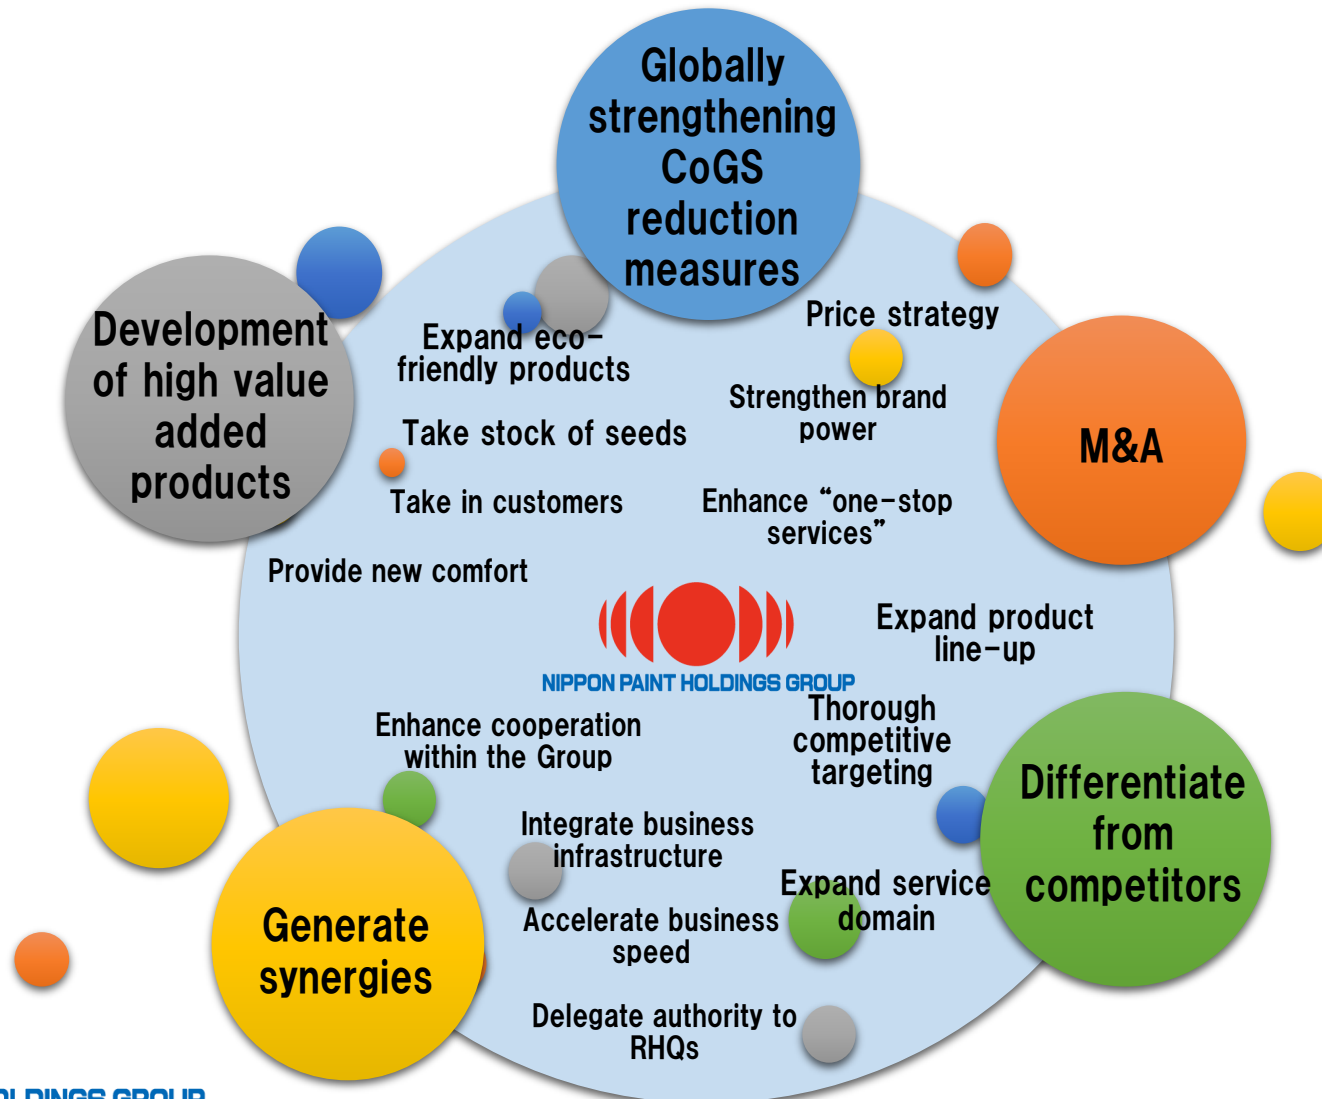 Globally
strengthening
CoGS
reduction
measures
Development
of high value
added
products
Expand eco-
friendly products
Price strategy
Strengthen brand
power
M&A
Take stock of seeds
Take in customers
Enhance “one-stop
services”
Provide new comfort
Expand product
line-up
NIPPON PAINT HOLDINGS GROUP
Enhance cooperation
within the Group
Thorough
competitive
targeting
Differentiate
from
competitors
Integrate business
infrastructure
Expand service
domain
Generate
synergies
Accelerate business
speed
Delegate authority to
RHQs
OLDINGS GROUP